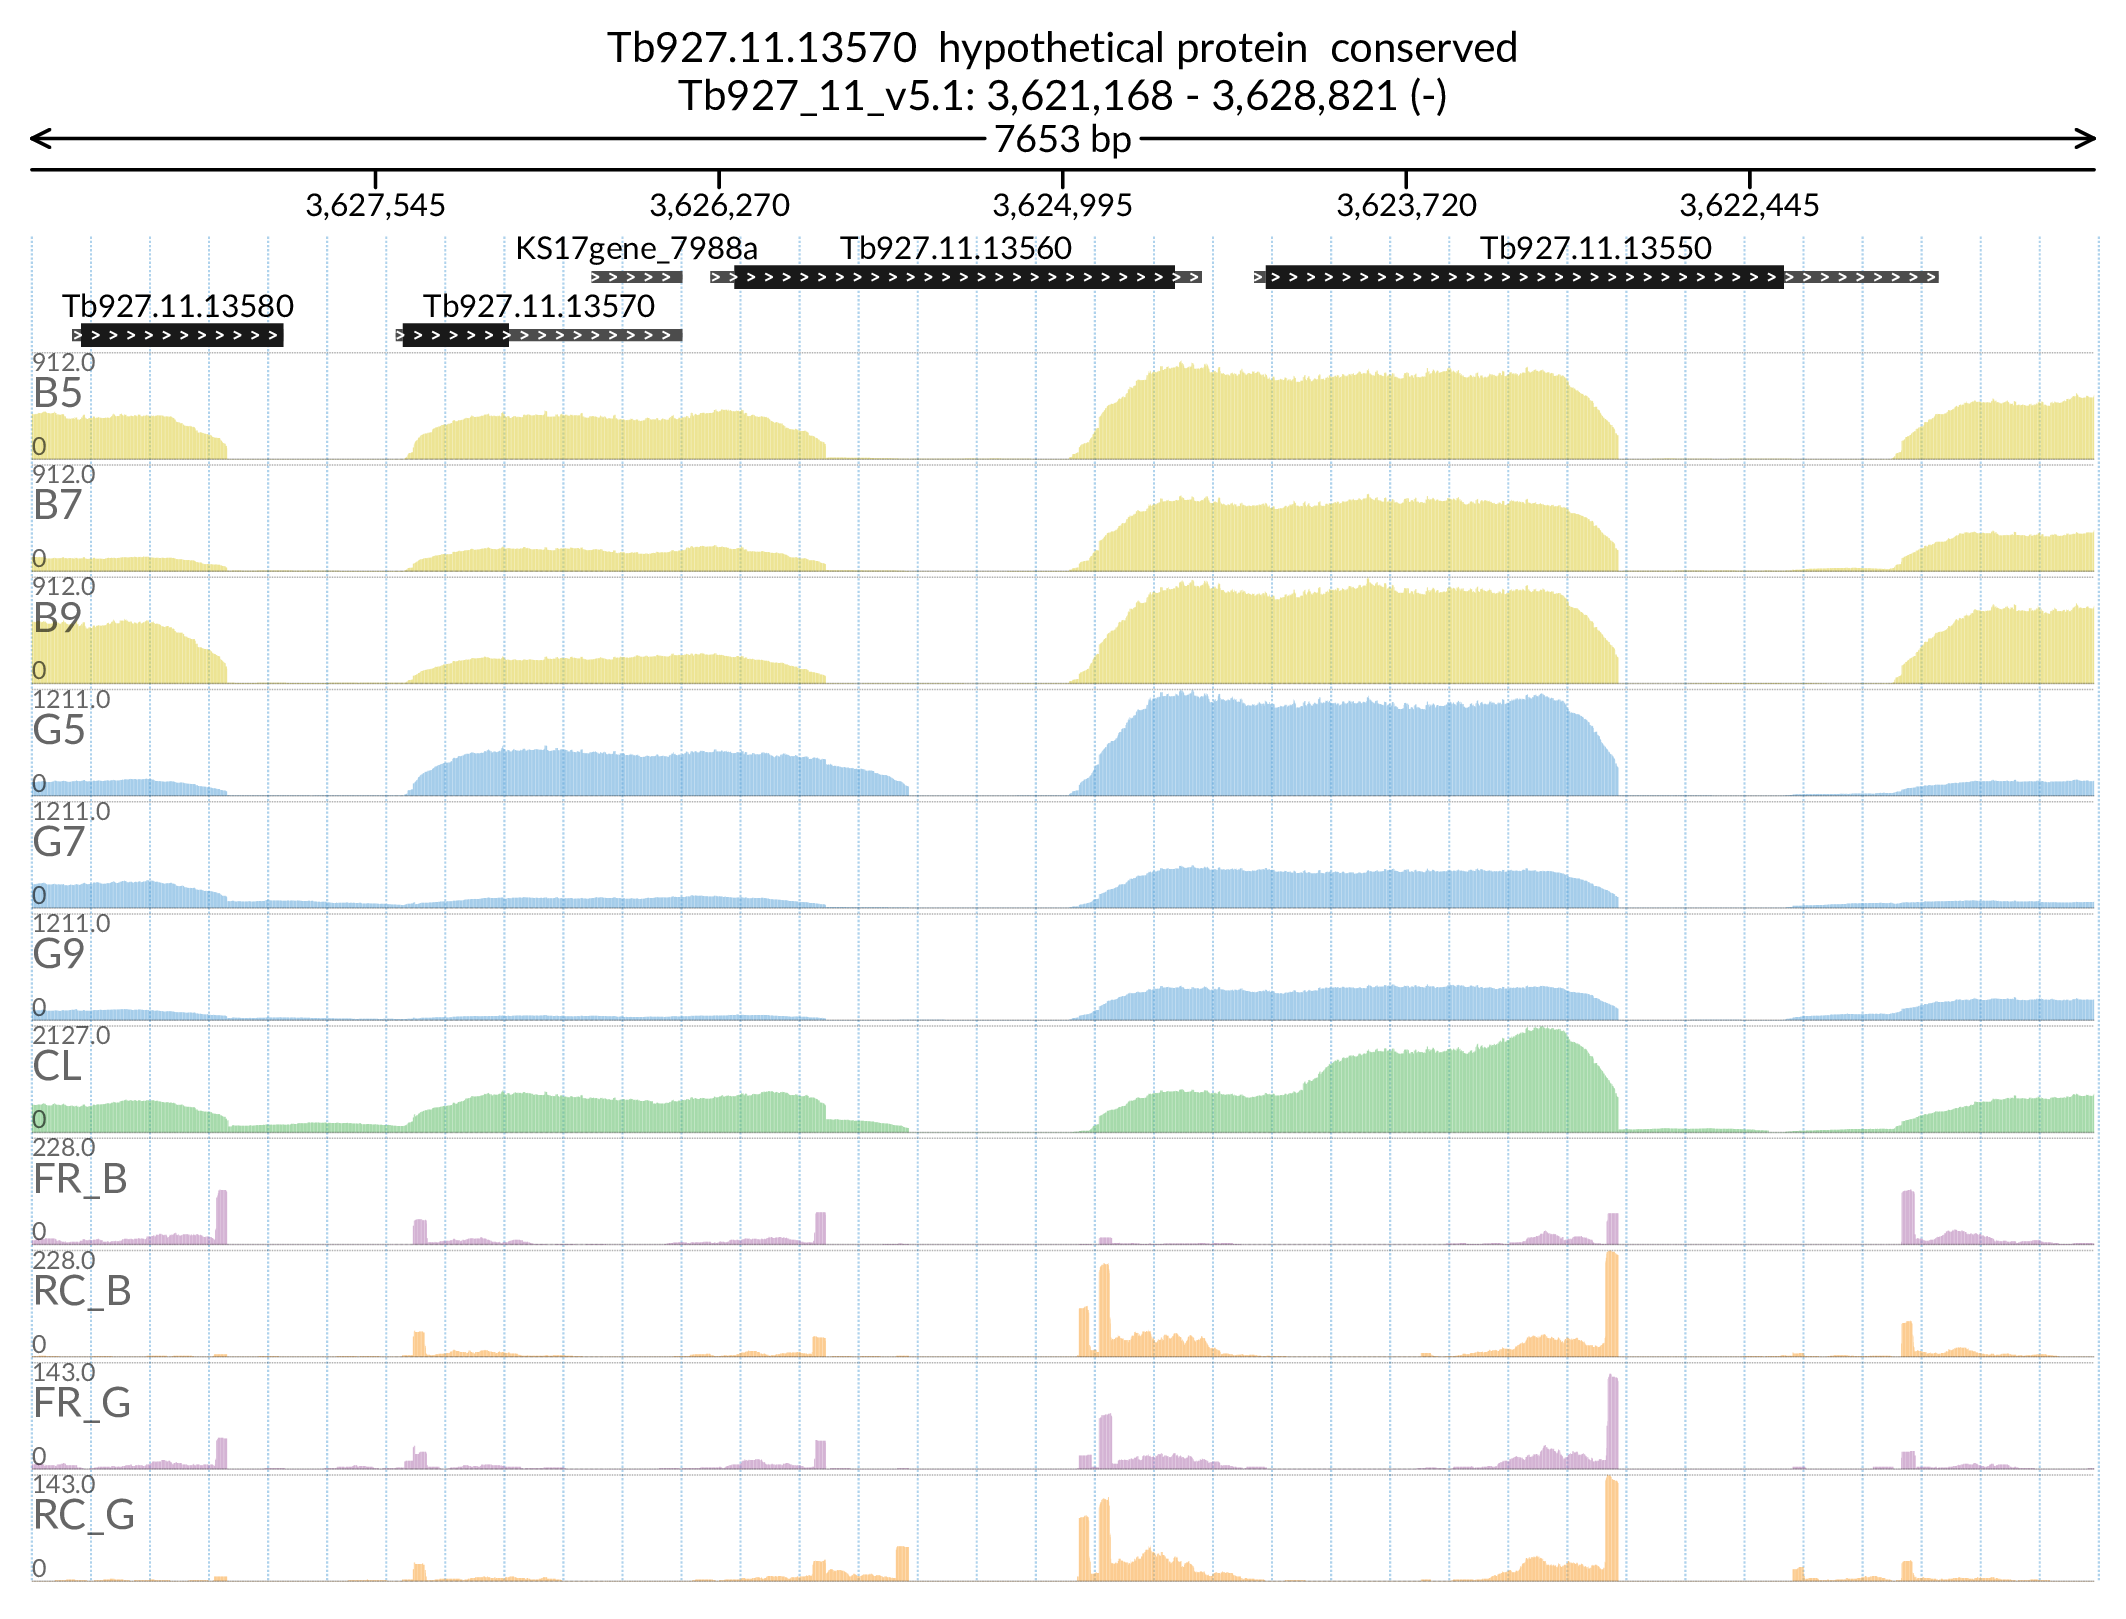 Tb927.11.13570  hypothetical protein  conserved
Tb927_11_v5.1: 3,621,168 - 3,628,821 (-)
7653 bp
3,627,545 3,626,270 3,624,995 3,623,720 3,622,445
KS17gene_7988a Tb927.11.13560 Tb927.11.13550
Tb927.11.13580 Tb927.11.13570
912.0
B5
0
912.0
B7
0
912.0
B9
0
1211.0
G5
0
1211.0
G7
0
1211.0
G9
0
2127.0
CL
0
228.0
FR_B
0
228.0
RC_B
0
143.0
FR_G
0
143.0
RC_G
0